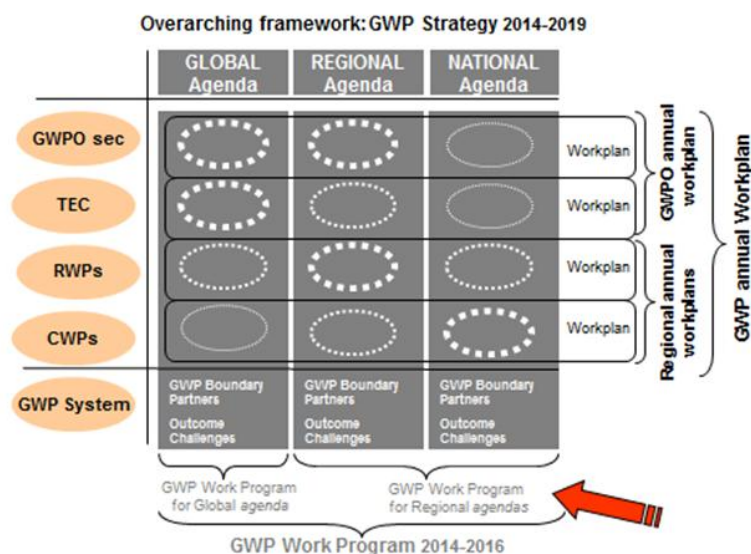 Overarching framework: GWP Strategy 2014-2019
GLOBAL
Agenda
REGIONAL
Agenda
NATIONAL
Agenda
GWPO sec
Workplan
TEC
Workplan
RWPs
Workplan
CWPs
Workplan
GWPO annual
workplan
Regional annual
workplans
GWP annual Workplan
GWP System
GWP Boundary
Partners
Outcome
Challenges
GWP Boundary
Partners
Outcome
Challenges
GWP Boundary
Partners
Outcome
Challenges
GWP Work Program
for Global agenda
GWP Work Program
for Regional agendas
GWP Work Program 2014-2016